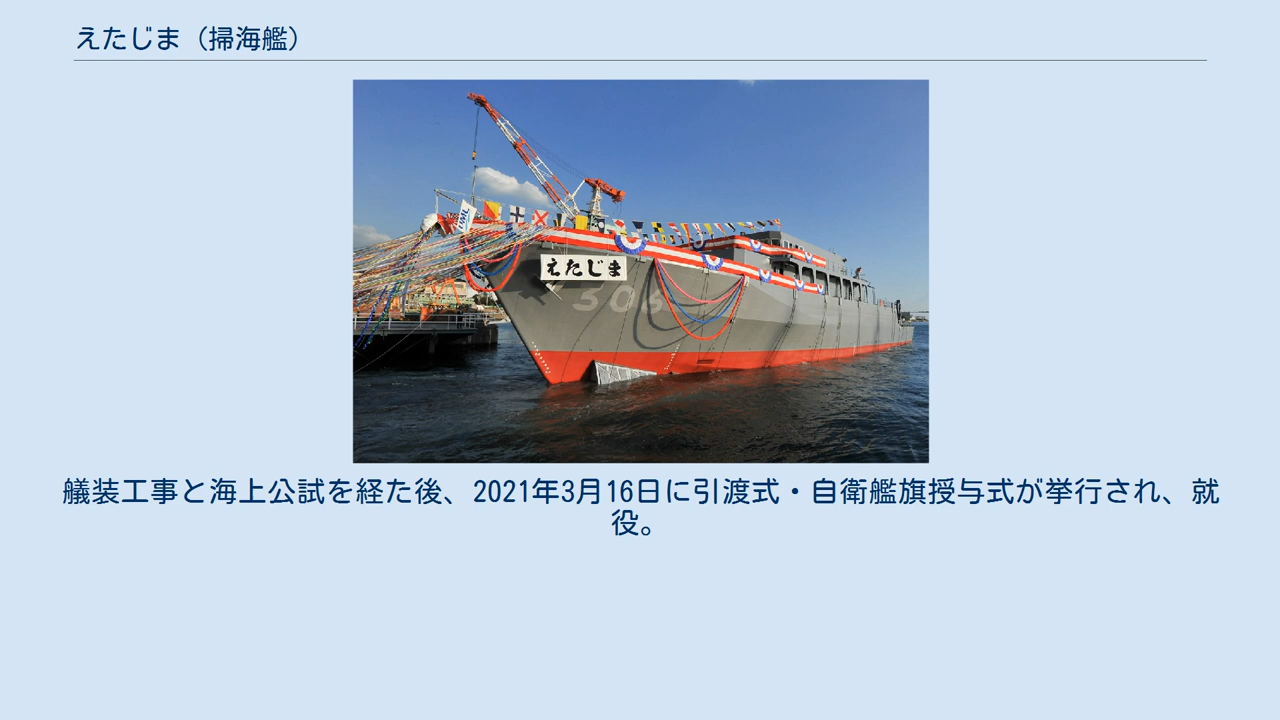 えたじま（掃海艦）
JML
えたじま
306
艤装工事と海上公試を経た後、2021年3月16日に引渡式・自衛艦旗授与式が挙行され、就
役。